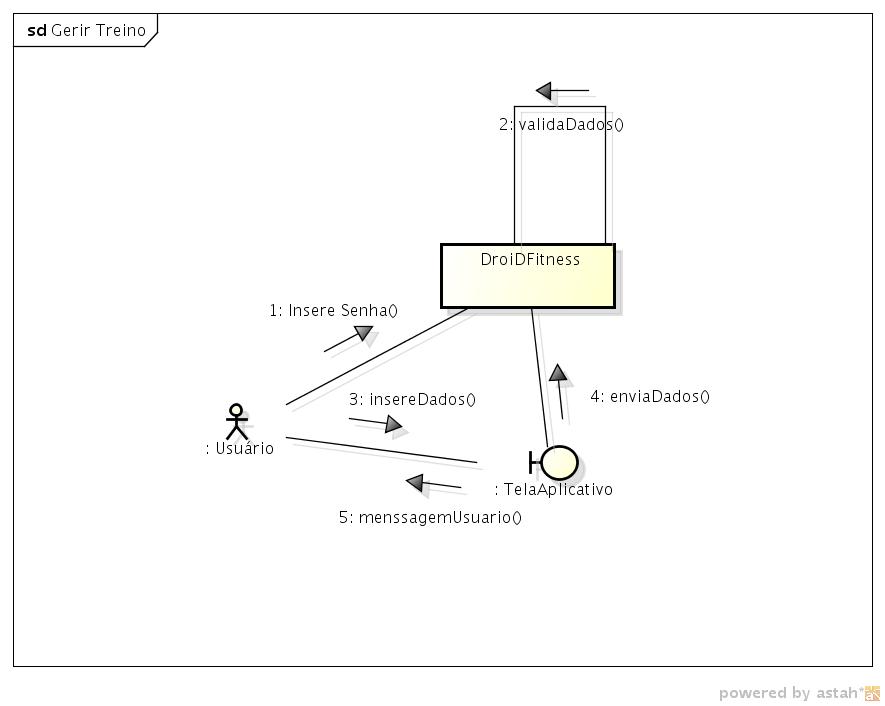 sd Gerir Treino
2: validaDados()
DroiDFitness
1: Insere Senha()
3: insereDados()
4: enviaDados()
: Usuário
: TelaAplicativo
5: menssagemUsuario()
powered by astah*